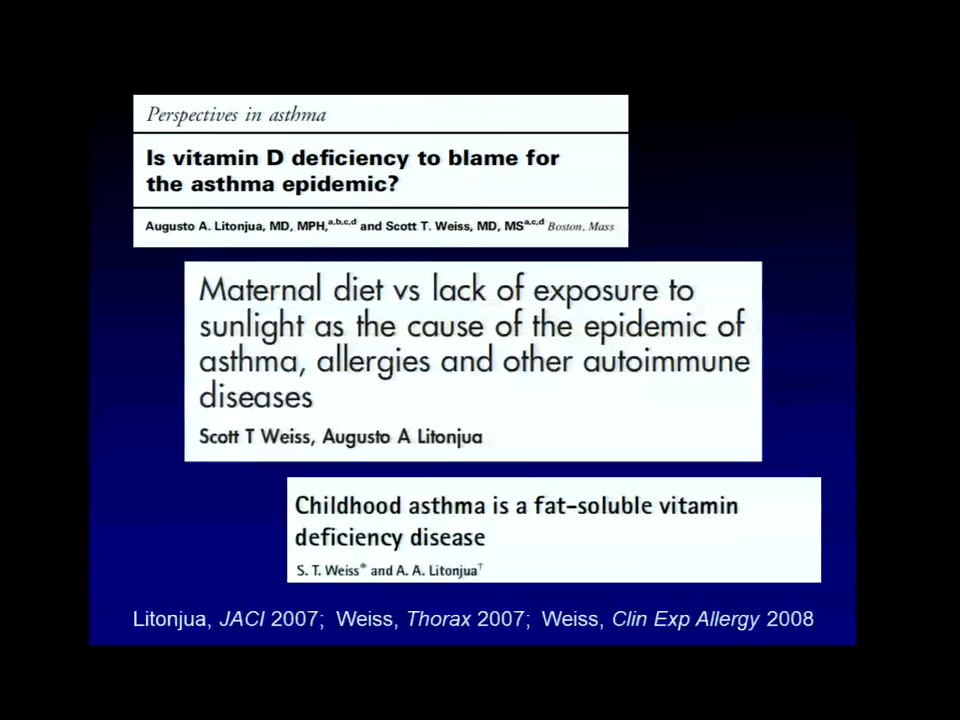 Perspectives in asthma
Is vitamin D deficiency to blame for
the asthma epidemic?
Augusto A. Litonjua, MD, MPH,a,b,c,d and Scott T. Weiss, MD, MSa,c,d Boston, Mass
Maternal diet vs lack of exposure to
sunlight as the cause of the epidemic of
asthma, allergies and other autoimmune
diseases
Scott T Weiss, Augusto A Litonjua
Childhood asthma is a fat-soluble vitamin
deficiency disease
S. T. Weiss* and A. A. Litonjua†
Litonjua, JACI 2007; Weiss, Thorax 2007; Weiss, Clin Exp Allergy 2008